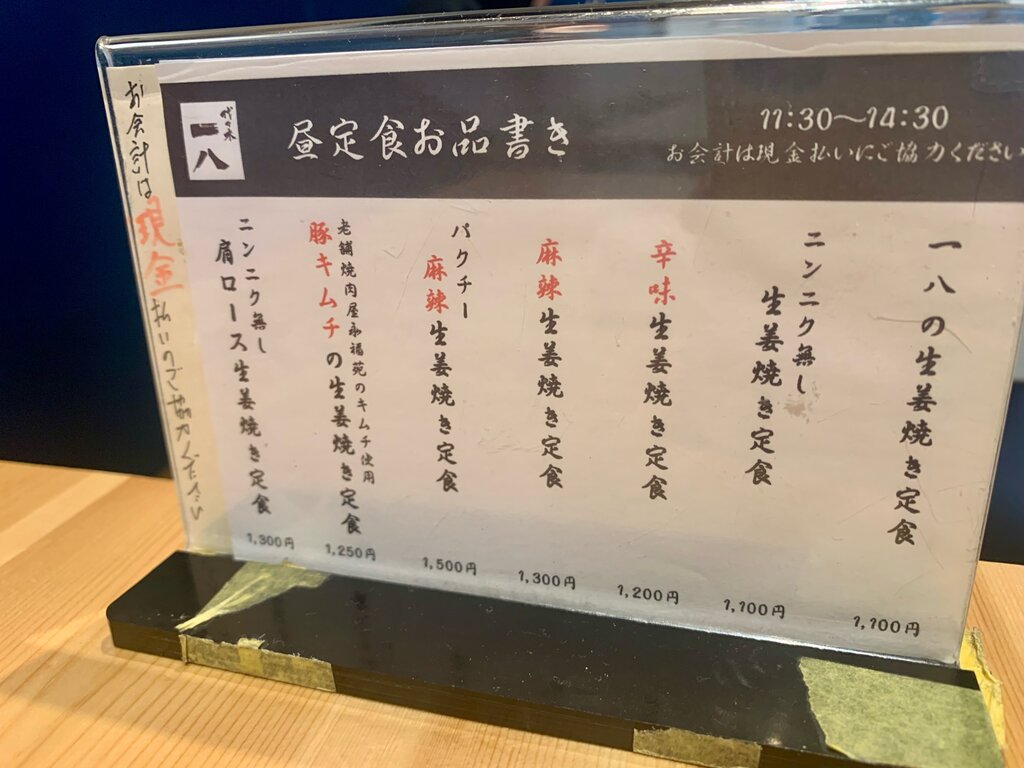 代々木
一八
昼定食お品書き
11:30〜14:30
お会計は現金払いにご協力ください
一八の生姜焼き定食
1,100円
ニンニク無し
生姜焼き定食
1,100円
辛味生姜焼き定食
1,200円
麻辣生姜焼き定食
1,300円
パクチー
麻辣生姜焼き定食
1,500円
老舗焼肉屋永福苑のキムチ使用
豚キムチの生姜焼き定食
1,250円
ニンニク無し
肩ロース生姜焼き定食
1,300円
お会計は現金払いのご協力ください